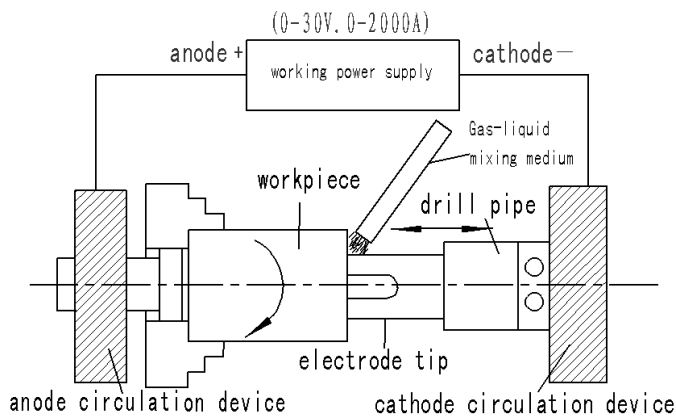 (0-30V.0-2000A)
anode+
working power supply
cathode—
Gas-liquid
mixing medium
workpiece
drill pipe
electrode tip
anode circulation device
cathode circulation device